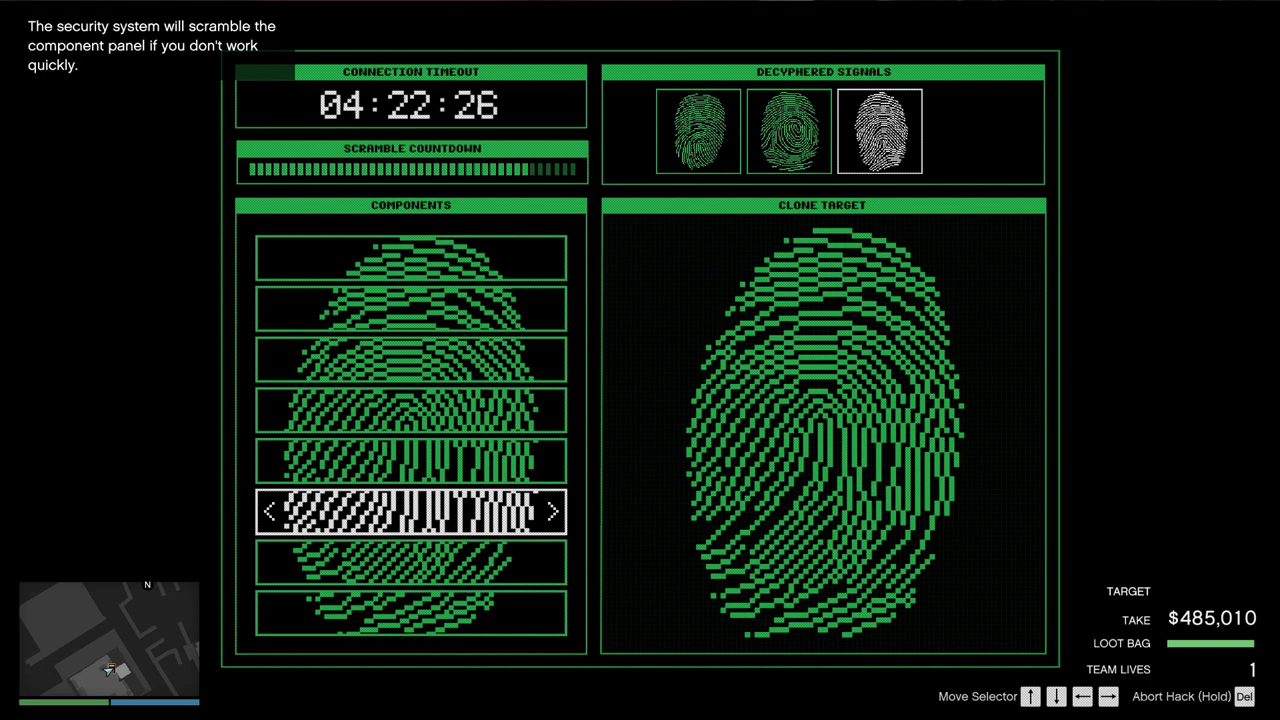 The security system will scramble the
component panel if you don't work
quickly.
CONNECTION TIMEOUT
04:22:26
SCRAMBLE COUNTDOWN
COMPONENTS
DECYPHERED SIGNALS
CLONE TARGET
N
TARGET
TAKE $485,010
LOOT BAG
TEAM LIVES 1
Move Selector ↑ ↓ ← → Abort Hack (Hold) Del